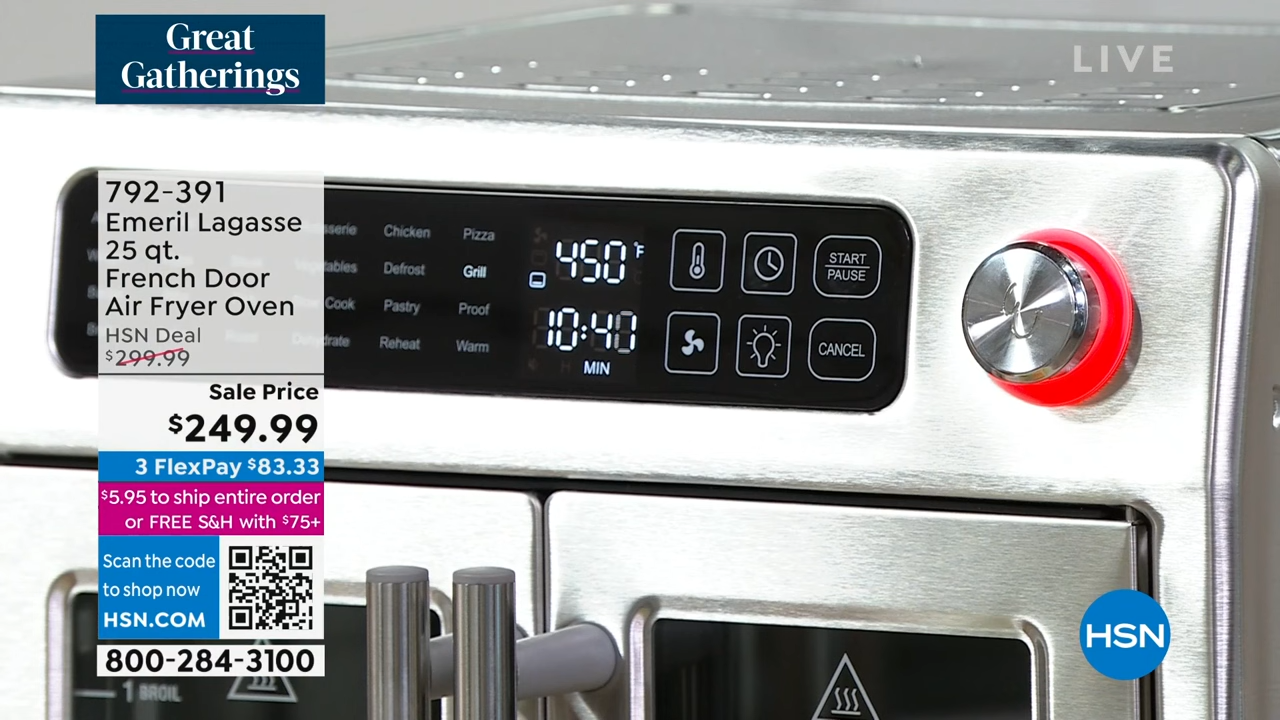 Great
Gatherings
LIVE
792-391
Emeril Lagasse
25 qt.
French Door
Air Fryer Oven
HSN Deal
$299.99
Sale Price
$249.99
3 FlexPay $83.33
$5.95 to ship entire order
or FREE S&H with $75+
Scan the code
to shop now
HSN.COM
800-284-3100
Chicken
Pizza
Defrost
Grill
Cook
Pastry
Proof
Reheat
Warm
450°F
10:40
MIN
START
PAUSE
CANCEL
1 BROIL
HSN